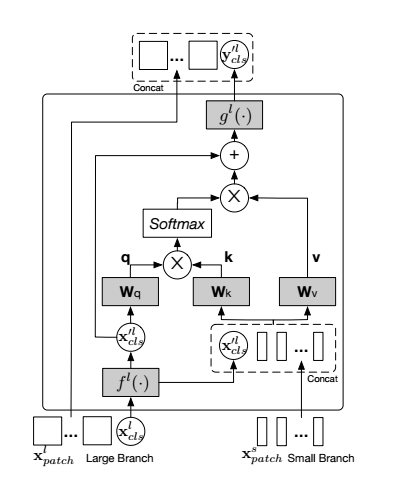 ... y'^l_cls
Concat
g^l(·)
+
×
Softmax
q × k v
W_q W_k W_v
x'^l_cls x'^l_cls ...
Concat
f^l(·)
... x^l_cls ...
x^l_patch Large Branch x^s_patch Small Branch